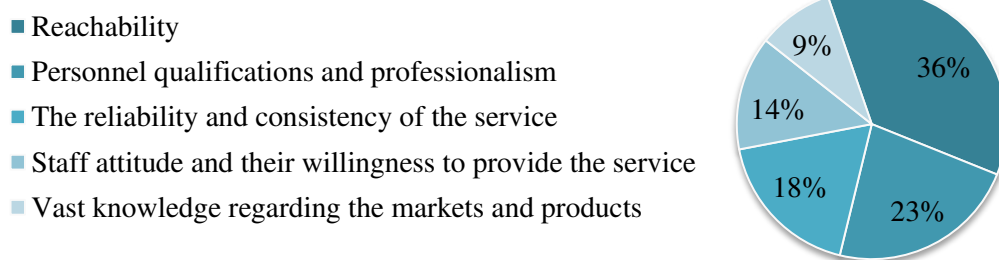 Reachability
Personnel qualifications and professionalism
The reliability and consistency of the service
Staff attitude and their willingness to provide the service
Vast knowledge regarding the markets and products
9%
36%
14%
18%
23%